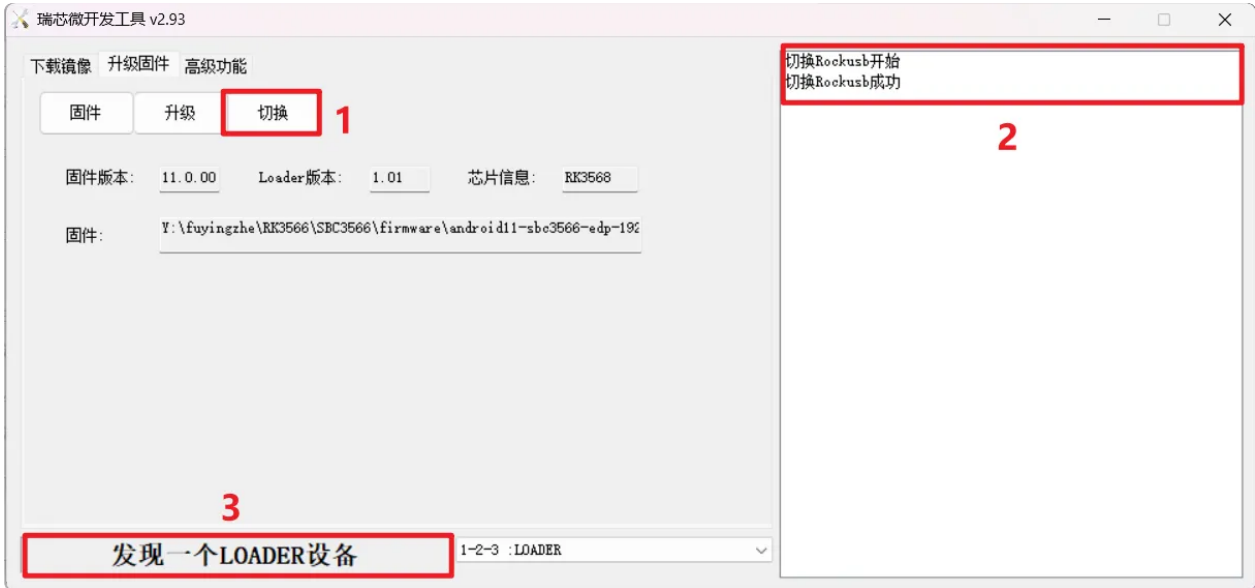 瑞芯微开发工具 v2.93
下载镜像 升级固件 高级功能
固件 升级 切换 1
固件版本: 11.0.00 Loader版本: 1.01 芯片信息: RK3568
固件: Y:\fuyingzhe\RK3566\SBC3566\firmware\android11-sbc3566-edp-192
切换Rockusb开始
切换Rockusb成功
2
3
发现一个LOADER设备 1-2-3 :LOADER